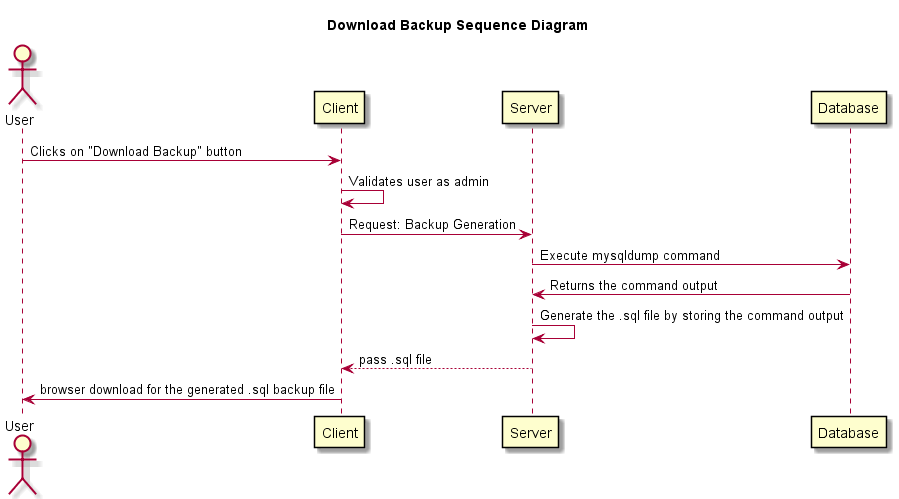 Download Backup Sequence Diagram
User
Client
Server
Database
Clicks on "Download Backup" button
Validates user as admin
Request: Backup Generation
Execute mysqldump command
Returns the command output
Generate the .sql file by storing the command output
pass .sql file
browser download for the generated .sql backup file
User
Client
Server
Database